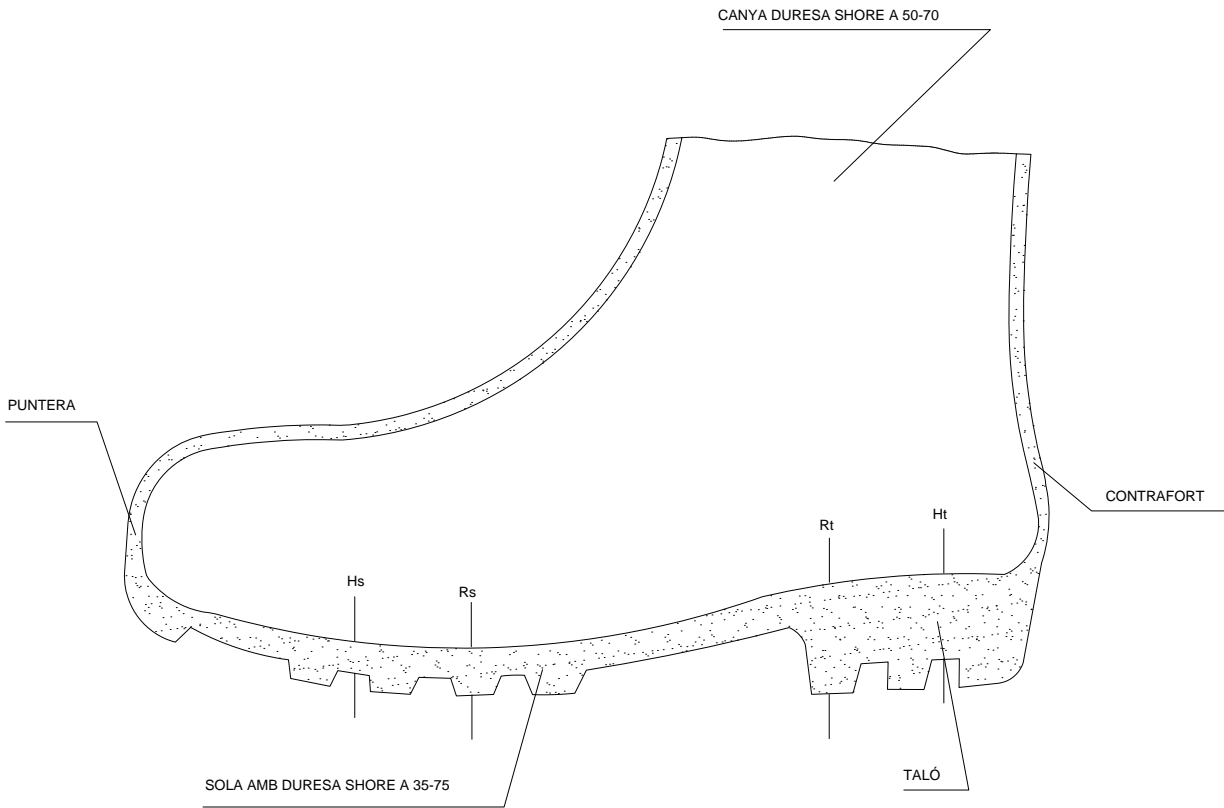 CANYA DURESA SHORE A 50-70
PUNTERA
CONTRAFORT
Rt
Ht
Hs
Rs
SOLA AMB DURESA SHORE A 35-75
TALÓ